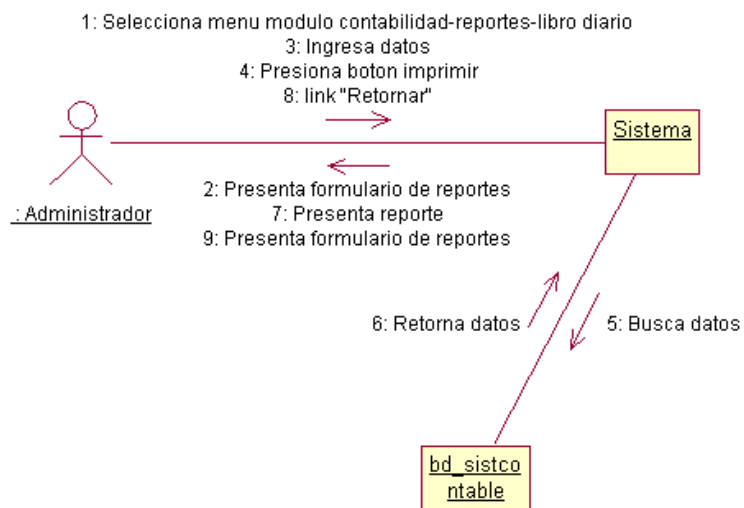 1: Selecciona menu modulo contabilidad-reportes-libro diario
3: Ingresa datos
4: Presiona boton imprimir
8: link "Retornar"
Sistema
: Administrador
2: Presenta formulario de reportes
7: Presenta reporte
9: Presenta formulario de reportes
6: Retorna datos
5: Busca datos
bd_sistco
ntable